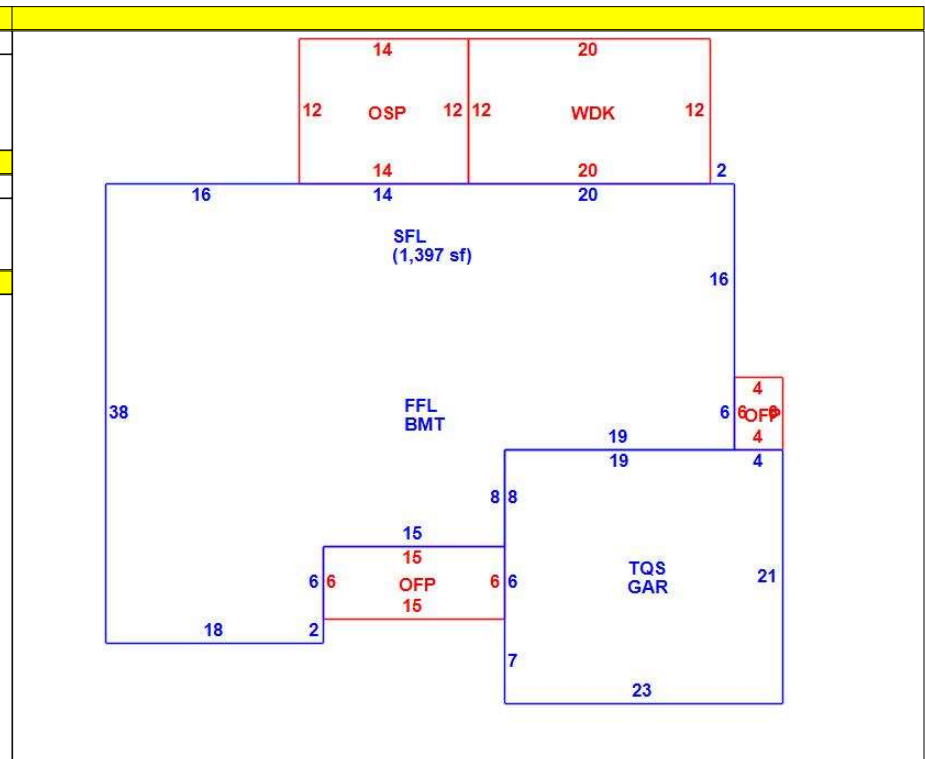 14 20
12 OSP 12 12 WDK 12
14 20 2
16 14 20
SFL
(1,397 sf)
16
FFL
BMT
38
4
6 6 OFP 6
4
19
19 4
8 8
15
15
6 6 OFP 6 6
15
TQS
GAR
21
18 2
7
23